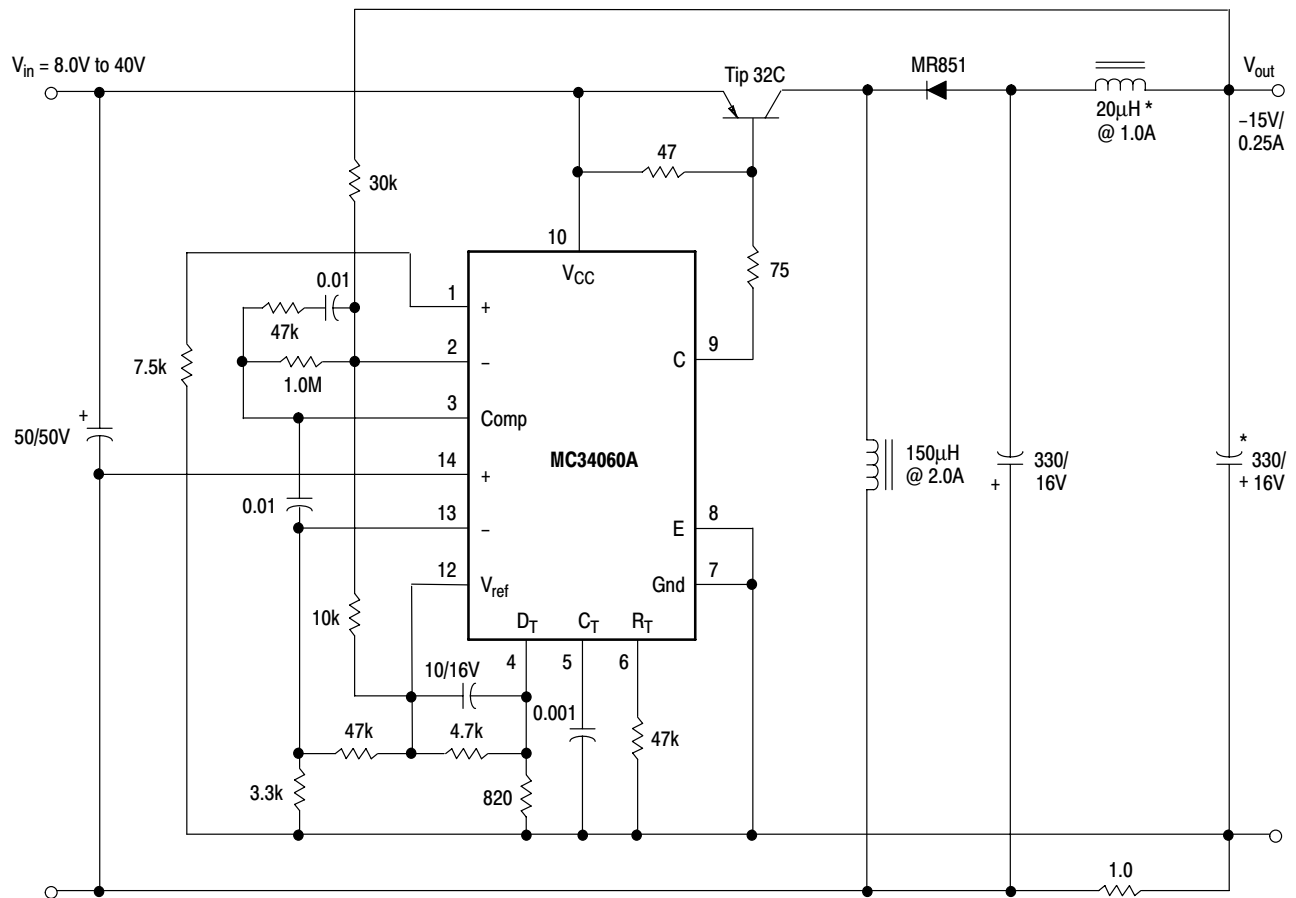 V_in = 8.0V to 40V
Tip 32C
MR851
V_out
20μH *
@ 1.0A
–15V/
0.25A
47
30k
10
V_CC
75
0.01
47k
1
+
7.5k
1.0M
2
–
C
9
+
50/50V
3
Comp
MC34060A
14
+
150μH
@ 2.0A
330/
16V
+
*
330/
16V
+
0.01
13
–
E
8
12
V_ref
Gnd
7
10k
D_T
C_T
R_T
4
5
6
10/16V
0.001
47k
47k
4.7k
3.3k
820
1.0